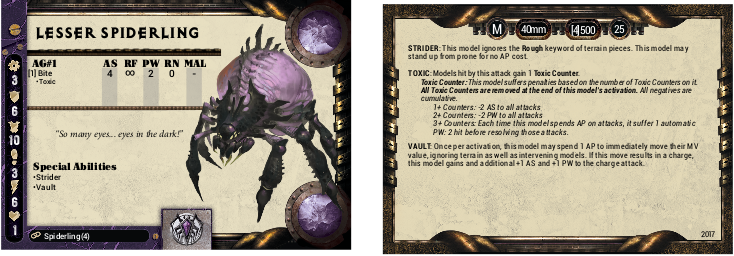 LESSER SPIDERLING
AG#1 AS RF PW RN MAL
[1] Bite 4 ∞ 2 0 -
•Toxic
3
6
10
3
6
1
"So many eyes... eyes in the dark!"
Special Abilities
•Strider
•Vault
Spiderling(4)
M 40mm [4]500 25
STRIDER: This model ignores the Rough keyword of terrain pieces. This model may
stand up from prone for no AP cost.
TOXIC: Models hit by this attack gain 1 Toxic Counter.
Toxic Counter: This model suffers penalties based on the number of Toxic Counters on it.
All Toxic Counters are removed at the end of this model's activation. All negatives are
cumulative.
1+ Counters: -2 AS to all attacks
2+ Counters: -2 PW to all attacks
3+ Counters: Each time this model spends AP on attacks, it suffer 1 automatic
PW: 2 hit before resolving those attacks.
VAULT: Once per activation, this model may spend 1 AP to immediately move their MV
value, ignoring terrain as well as intervening models. If this move results in a charge,
this model gains and additional +1 AS and +1 PW to the charge attack.
2017